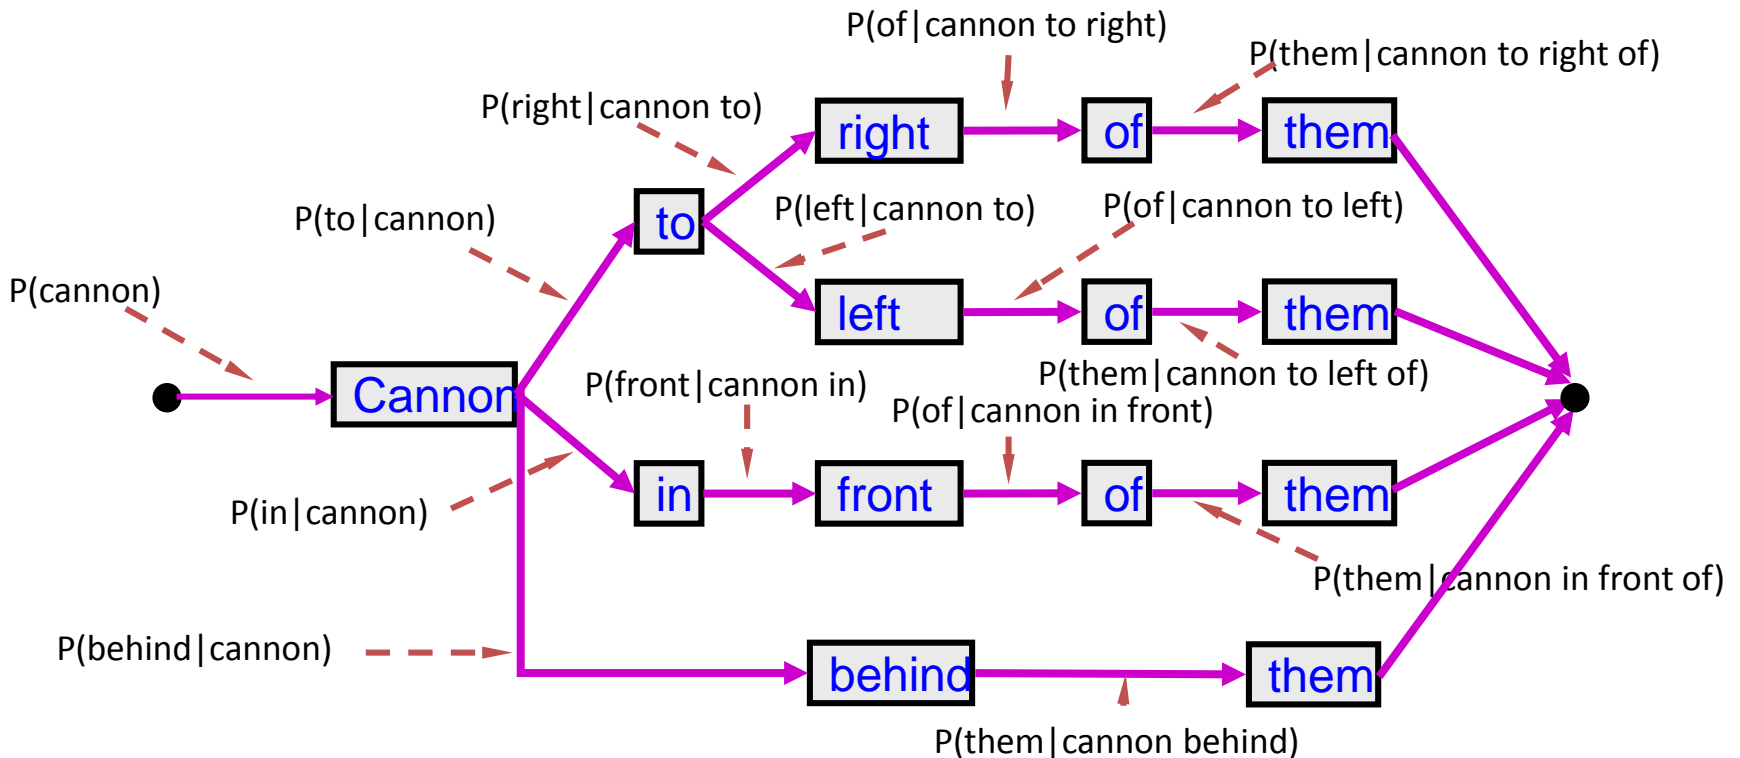 P(of|cannon to right)
P(them|cannon to right of)
P(right|cannon to)
right of them
P(to|cannon)
to
P(left|cannon to)
P(of|cannon to left)
P(cannon)
left of them
Cannon
P(front|cannon in)
P(them|cannon to left of)
P(of|cannon in front)
in front of them
P(in|cannon)
P(them|cannon in front of)
P(behind|cannon)
behind them
P(them|cannon behind)